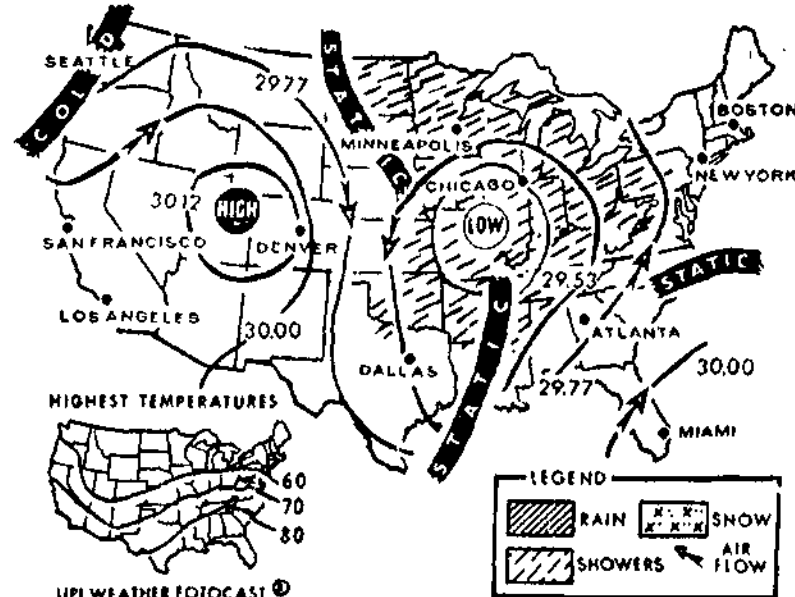 COLD
SEATTLE
2977
STATIC
MINNEAPOLIS
BOSTON
NEW YORK
CHICAGO
3012
HIGH
LOW
SAN FRANCISCO
DENVER
29.53
STATIC
LOS ANGELES
30.00
STATIC
ATLANTA
DALLAS
29.77
30.00
MIAMI
HIGHEST TEMPERATURES
60
70
80
UPI WEATHER FOTOCAST ®
LEGEND
RAIN
SNOW
SHOWERS
AIR
FLOW